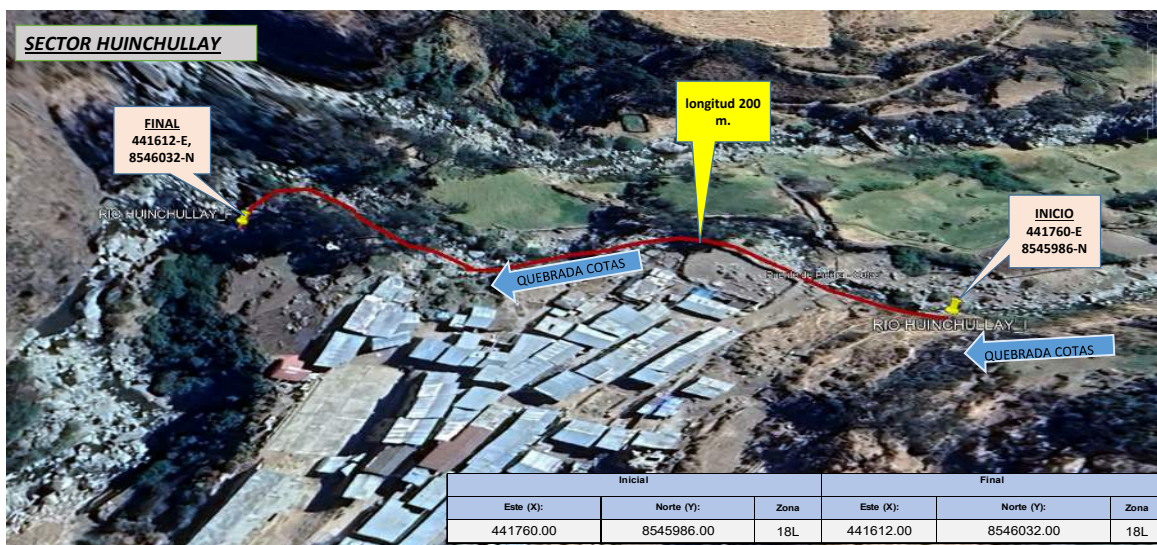 SECTOR HUINCHULLAY
longitud 200
m.
FINAL
441612-E,
8546032-N
RIO HUINCHULLAY_F
INICIO
441760-E
8545986-N
QUEBRADA COTAS
RIO HUINCHULLAY_I
QUEBRADA COTAS
Inicial Final
Este (X): Norte (Y): Zona Este (X): Norte (Y): Zona
441760.00 8545986.00 18L 441612.00 8546032.00 18L